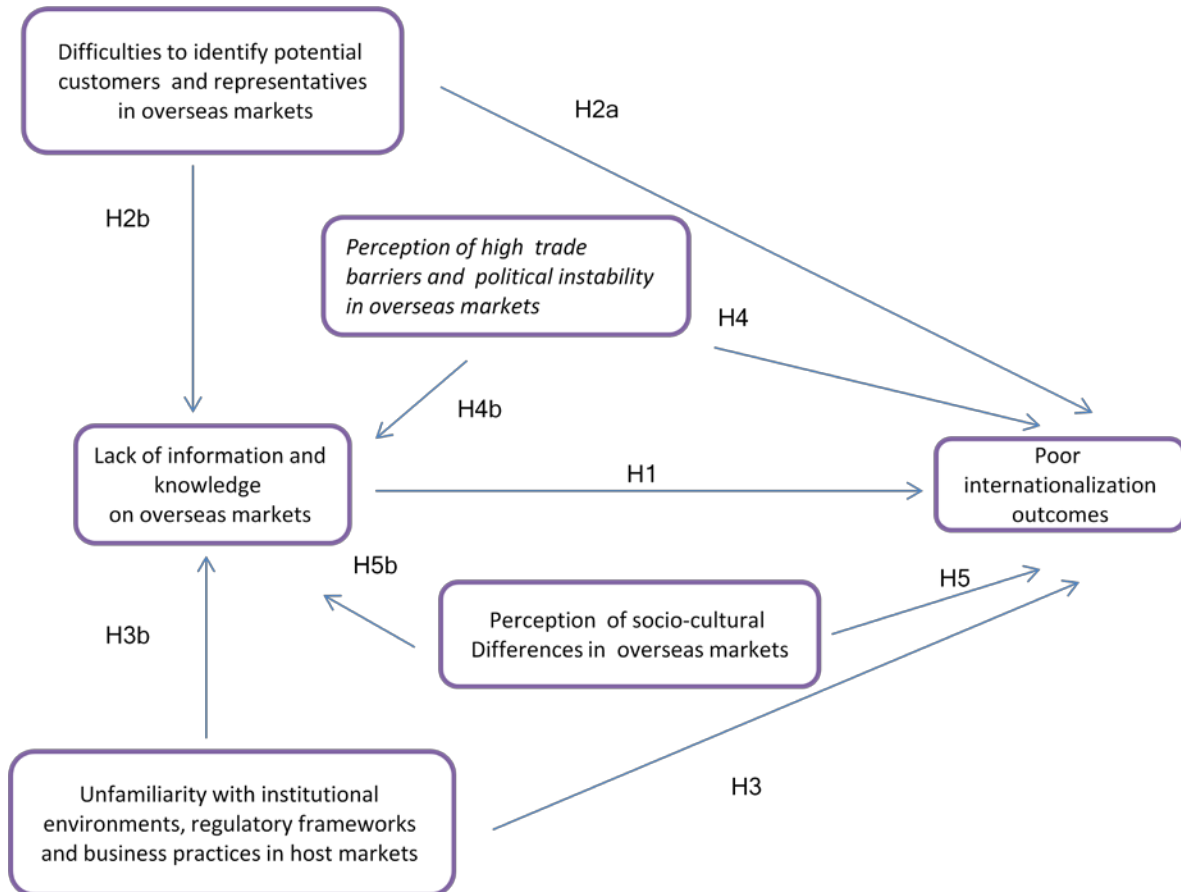 Difficulties to identify potential
customers and representatives
in overseas markets
H2a
H2b
Perception of high trade
barriers and political instability
in overseas markets
H4
H4b
Lack of information and
knowledge
on overseas markets
H1
Poor
internationalization
outcomes
H5b
H5
Perception of socio-cultural
Differences in overseas markets
H3b
H3
Unfamiliarity with institutional
environments, regulatory frameworks
and business practices in host markets